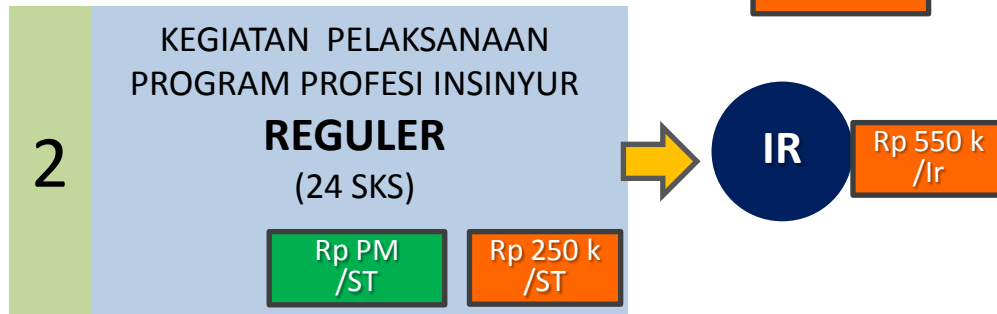 2
KEGIATAN PELAKSANAAN
PROGRAM PROFESI INSINYUR
REGULER
(24 SKS)
Rp PM
/ST
Rp 250 k
/ST
IR
Rp 550 k
/Ir